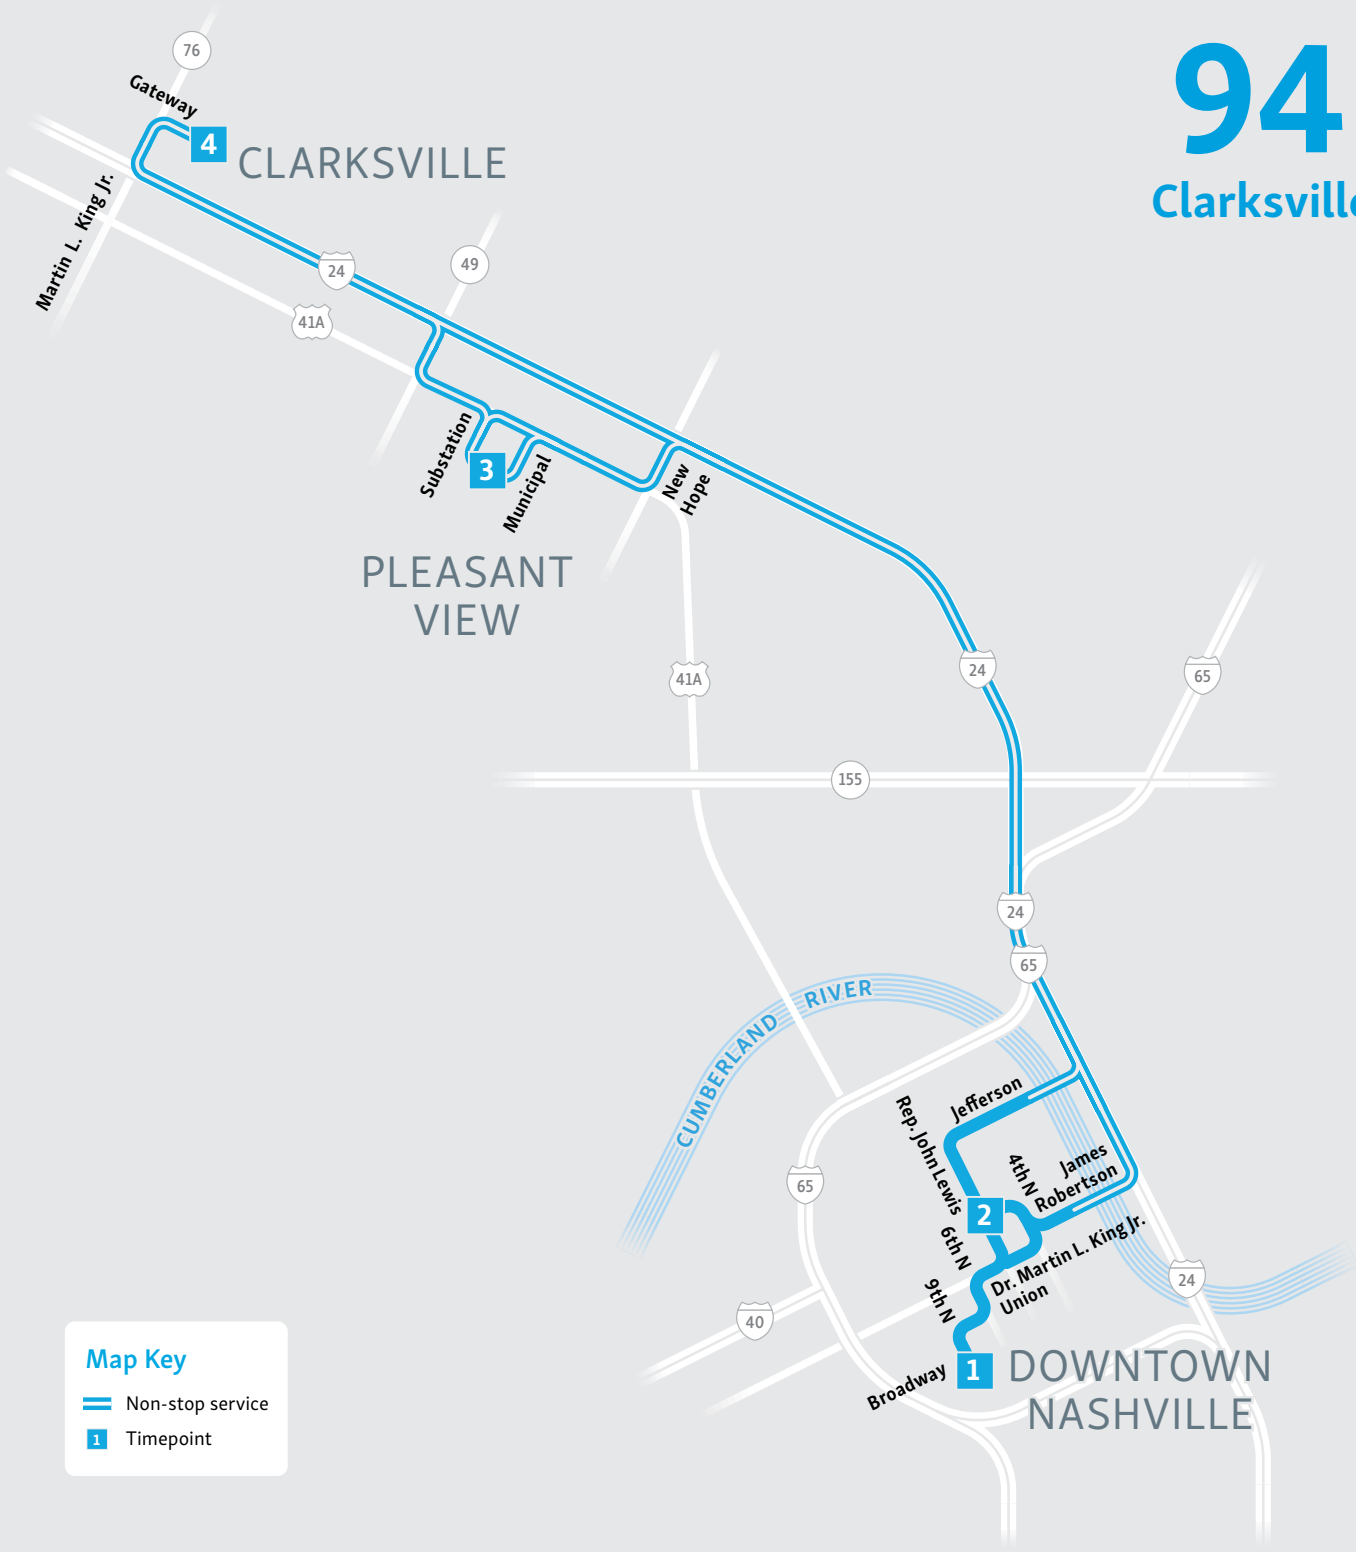 94
Clarksville
76
Gateway
4
CLARKSVILLE
Martin L. King Jr.
24
49
41A
Substation
3
Municipal
New
Hope
PLEASANT
VIEW
41A
24
65
155
24
65
CUMBERLAND RIVER
Jefferson
Rep. John Lewis
4th N
James
Robertson
65
2
6th N
Dr. Martin L. King Jr.
Union
9th N
24
40
Broadway
1
DOWNTOWN
NASHVILLE
Map Key
Non-stop service
1
Timepoint